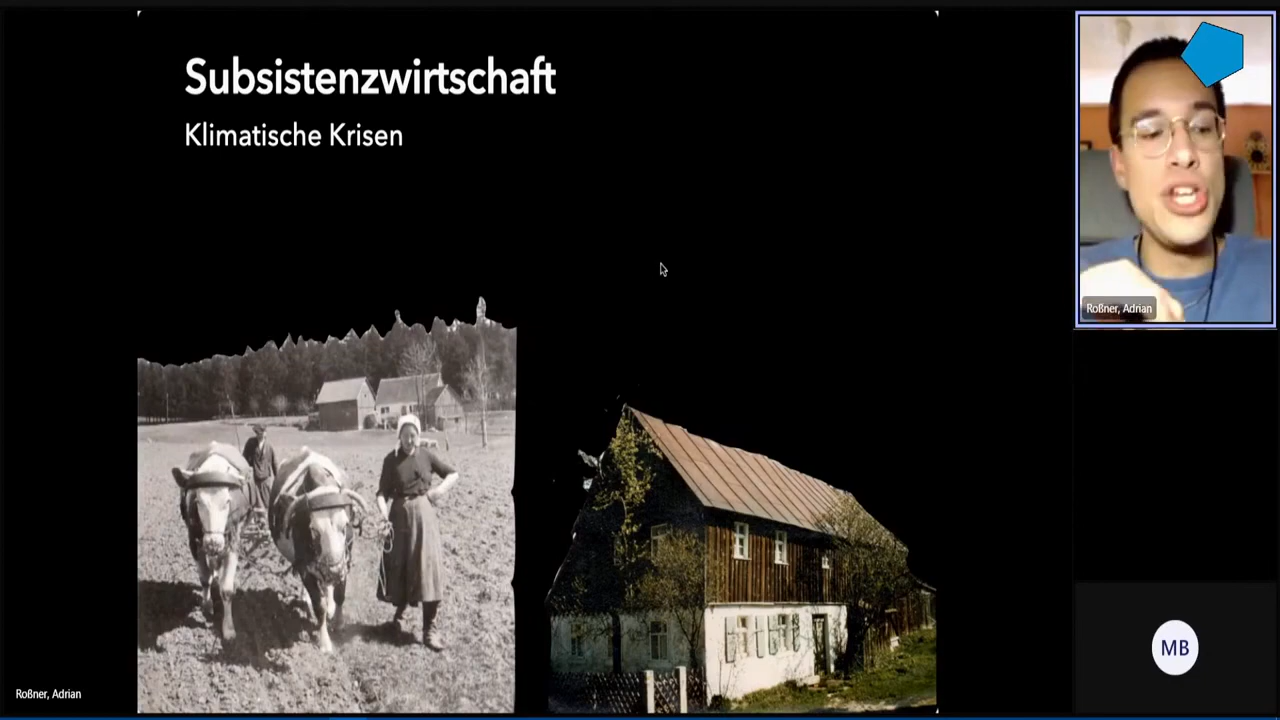 Subsistenzwirtschaft
Klimatische Krisen
Roßner, Adrian
MB
Roßner, Adrian